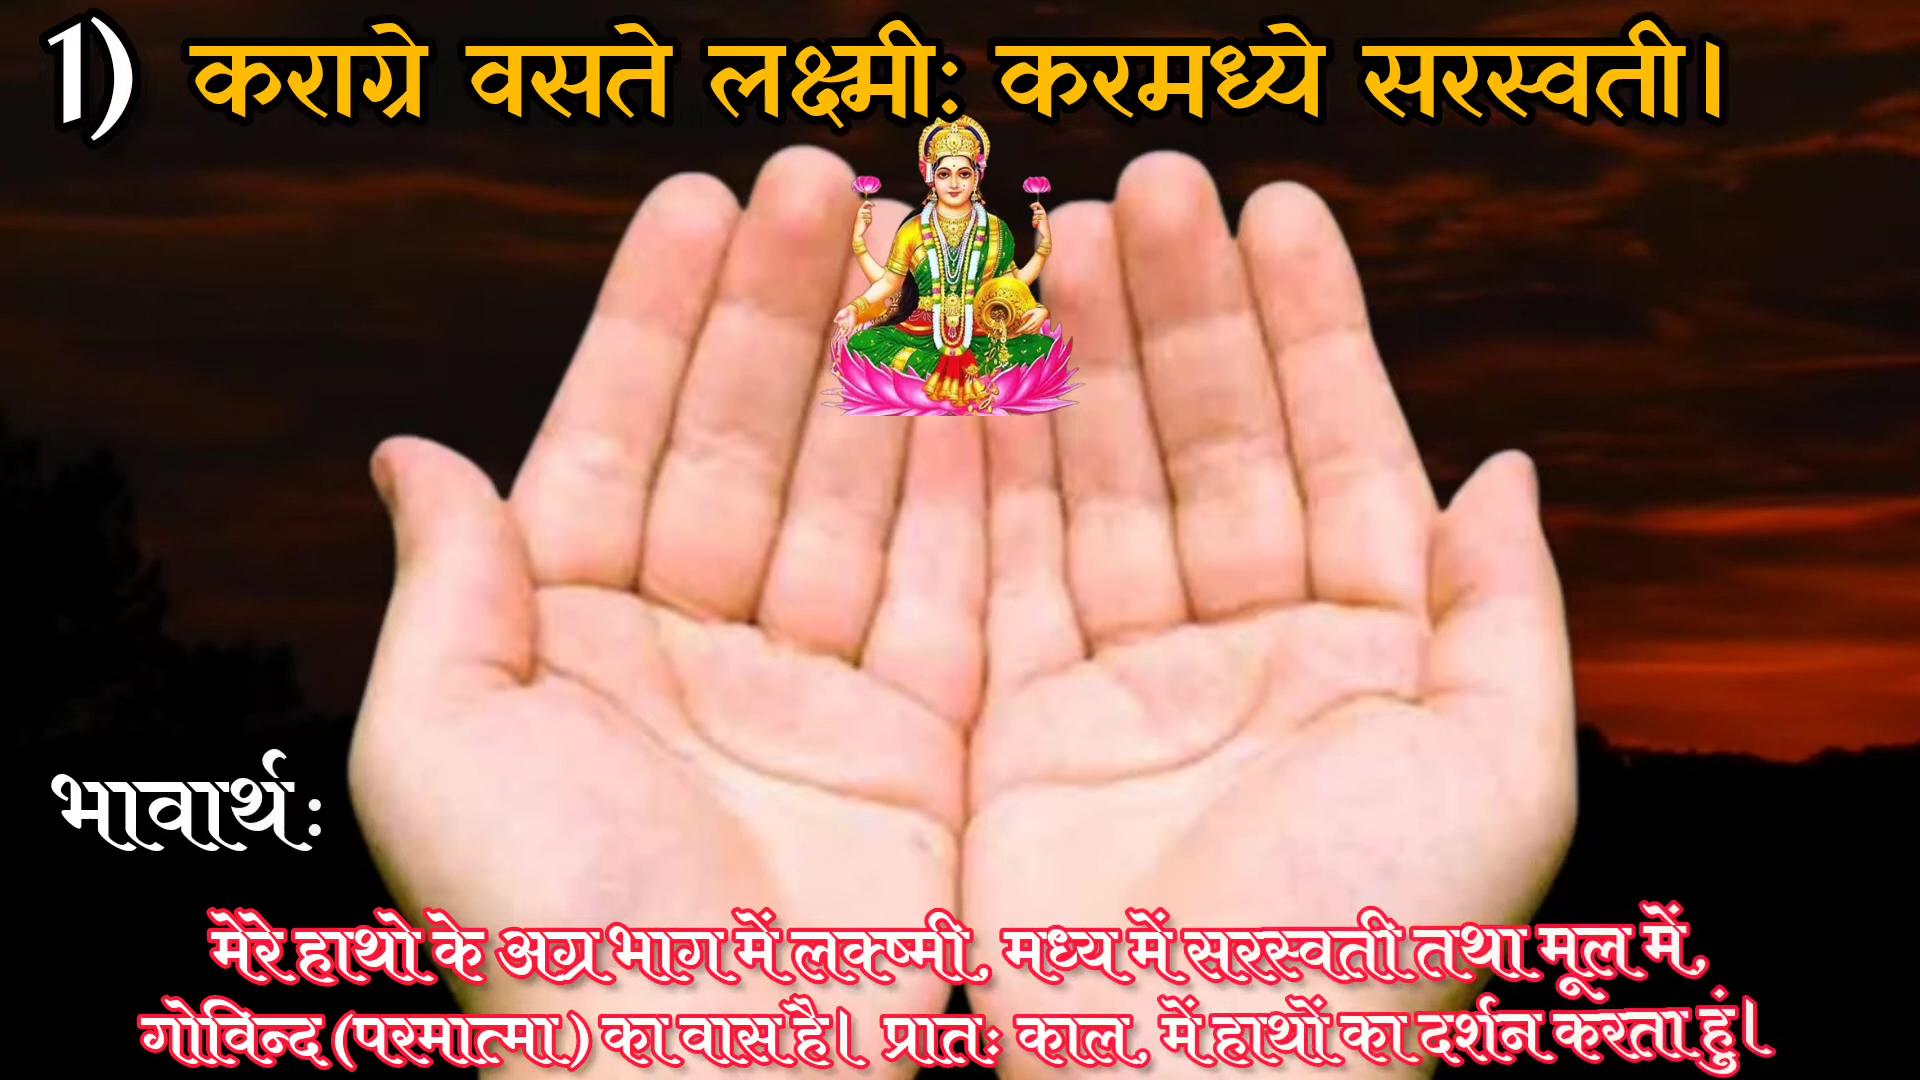 1) कराग्रे वसते लक्ष्मीः करमध्ये सरस्वती।
भावार्थ :
मेरे हाथो के अग्र भाग में लक्ष्मी, मध्य में सरस्वती तथा मूल में,
गोविन्द (परमात्मा) का वास है। प्रातः काल, में हाथों का दर्शन करता हुं।